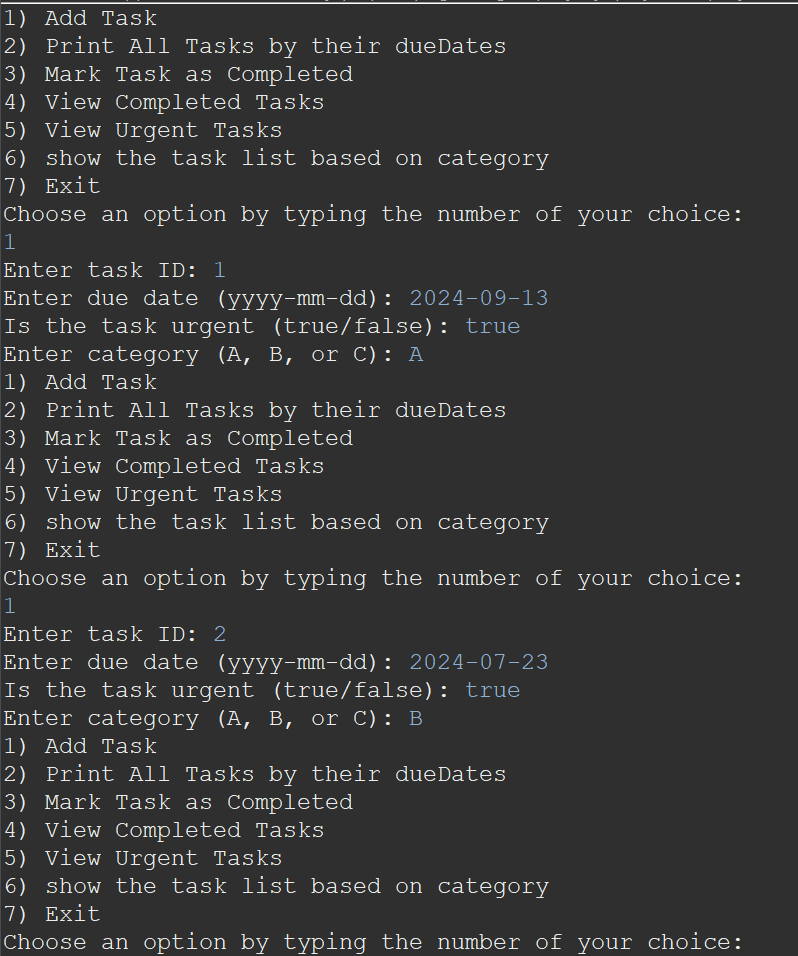 1) Add Task
2) Print All Tasks by their dueDates
3) Mark Task as Completed
4) View Completed Tasks
5) View Urgent Tasks
6) show the task list based on category
7) Exit
Choose an option by typing the number of your choice:
1
Enter task ID: 1
Enter due date (yyyy-mm-dd): 2024-09-13
Is the task urgent (true/false): true
Enter category (A, B, or C): A
1) Add Task
2) Print All Tasks by their dueDates
3) Mark Task as Completed
4) View Completed Tasks
5) View Urgent Tasks
6) show the task list based on category
7) Exit
Choose an option by typing the number of your choice:
1
Enter task ID: 2
Enter due date (yyyy-mm-dd): 2024-07-23
Is the task urgent (true/false): true
Enter category (A, B, or C): B
1) Add Task
2) Print All Tasks by their dueDates
3) Mark Task as Completed
4) View Completed Tasks
5) View Urgent Tasks
6) show the task list based on category
7) Exit
Choose an option by typing the number of your choice: